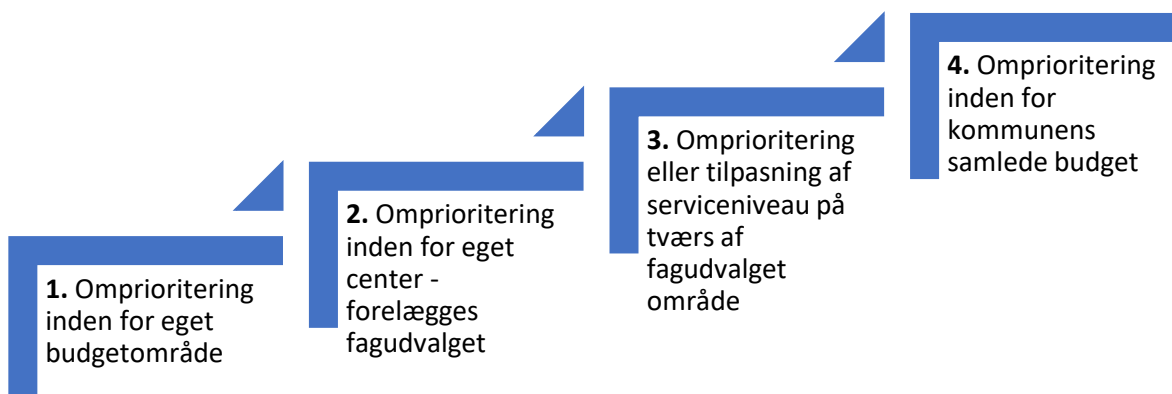 1. Omprioritering
inden for eget
budgetområde
2. Omprioritering
inden for eget
center -
forelægges
fagudvalget
3. Omprioritering
eller tilpasning af
serviceniveau på
tværs af
fagudvalget
område
4. Omprioritering
inden for
kommunens
samlede budget